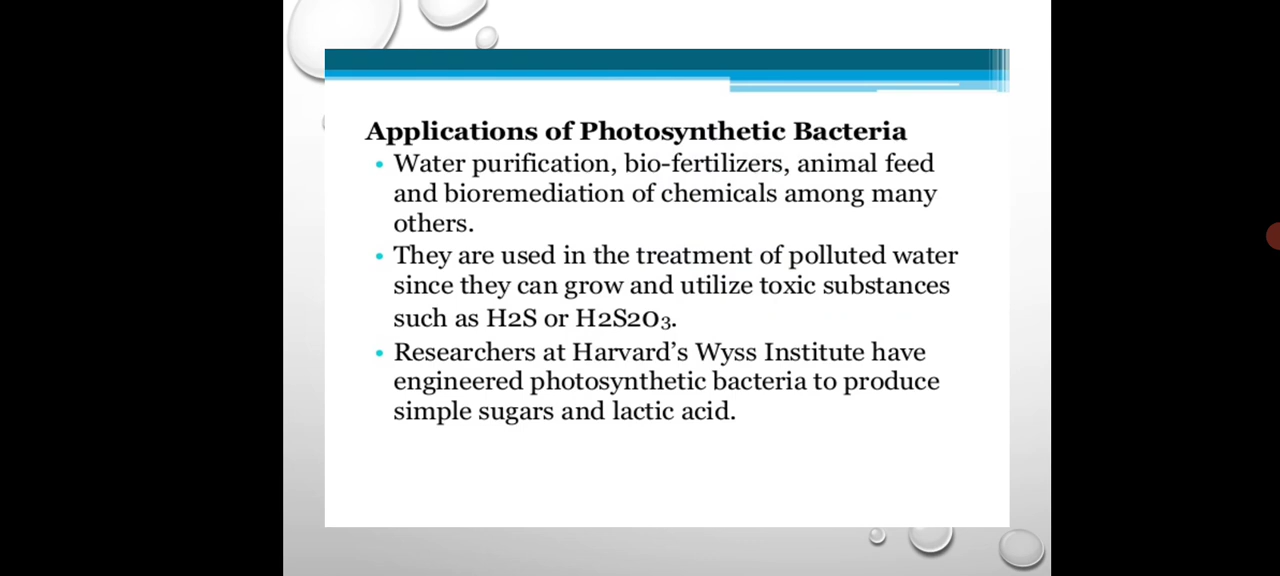 Applications of Photosynthetic Bacteria
• Water purification, bio-fertilizers, animal feed
and bioremediation of chemicals among many
others.
• They are used in the treatment of polluted water
since they can grow and utilize toxic substances
such as H2S or H2S2O3.
• Researchers at Harvard’s Wyss Institute have
engineered photosynthetic bacteria to produce
simple sugars and lactic acid.